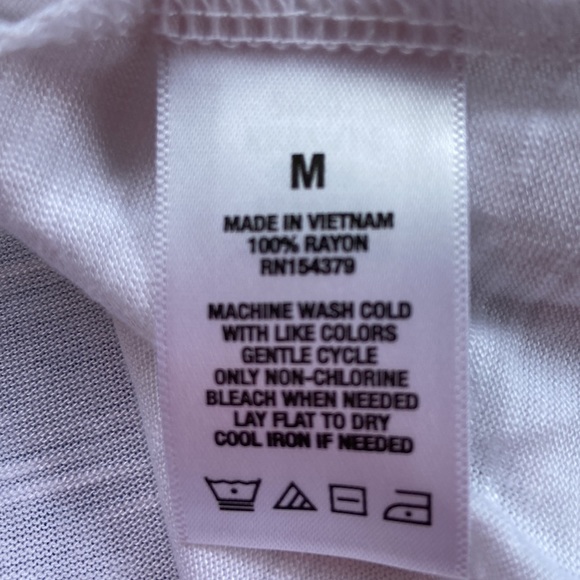 M
MADE IN VIETNAM
100% RAYON
RN154379
MACHINE WASH COLD
WITH LIKE COLORS
GENTLE CYCLE
ONLY NON-CHLORINE
BLEACH WHEN NEEDED
LAY FLAT TO DRY
COOL IRON IF NEEDED